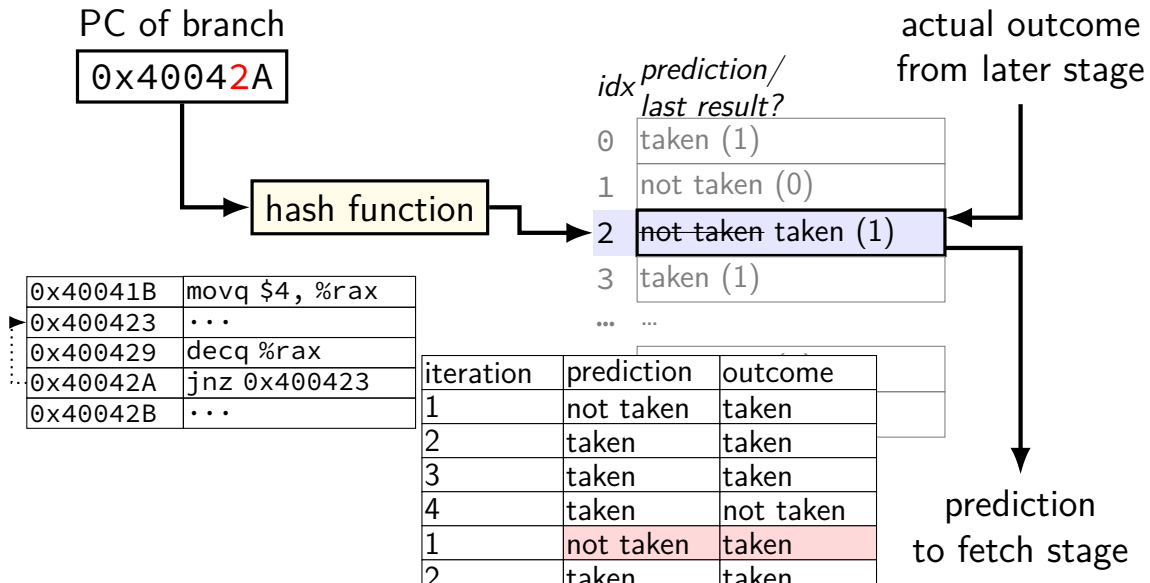 PC of branch
0x40042A
hash function
idx
prediction/
last result?
0 taken (1)
1 not taken (0)
2 not taken taken (1)
3 taken (1)
… …
actual outcome
from later stage
prediction
to fetch stage
0x40041B movq $4, %rax
0x400423 ...
0x400429 decq %rax
0x40042A jnz 0x400423
0x40042B ...
iteration prediction outcome
1 not taken taken
2 taken taken
3 taken taken
4 taken not taken
1 not taken taken
2 taken taken